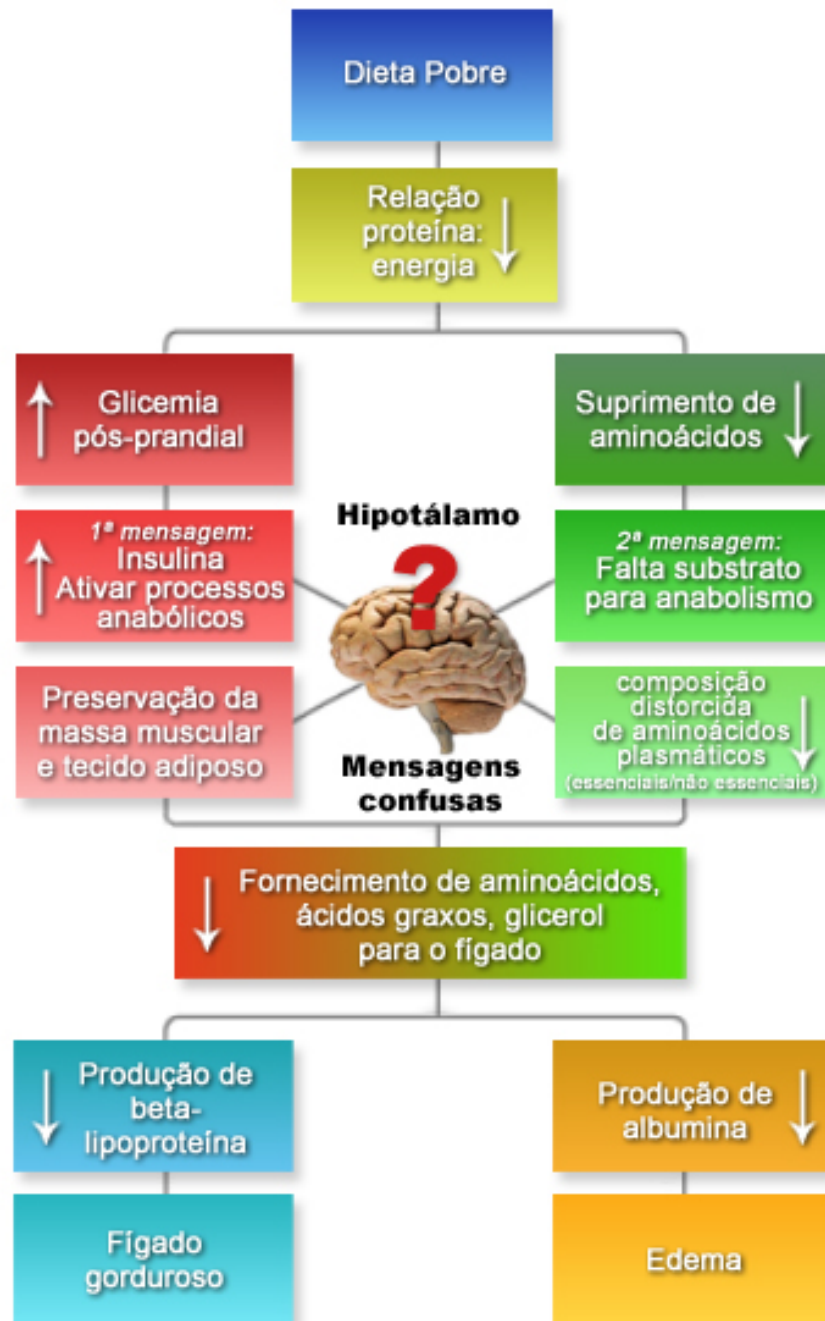 Dieta Pobre
Relação
proteína:
energia
Glicemia
pós-prandial
Suprimento de
aminoácidos
Hipotálamo
1ª mensagem:
Insulina
Ativar processos
anabólicos
?
2ª mensagem:
Falta substrato
para anabolismo
Preservação da
massa muscular
e tecido adiposo
composição
distorcida
de aminoácidos
plasmáticos
(essenciais/não essenciais)
Mensagens
confusas
Fornecimento de aminoácidos,
ácidos graxos, glicerol
para o fígado
Produção de
beta-
lipoproteína
Produção de
albumina
Fígado
gorduroso
Edema